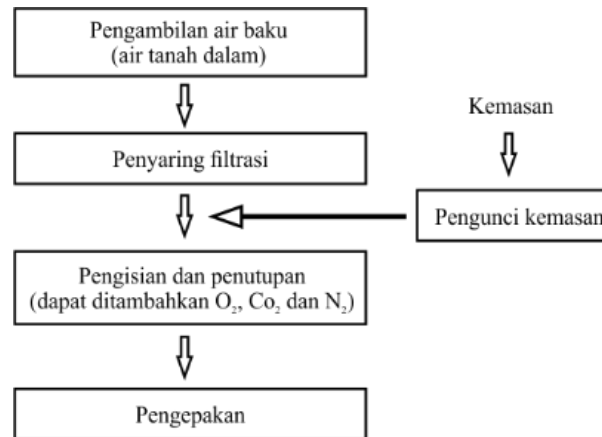 Pengambilan air baku
(air tanah dalam)
Kemasan
Penyaring filtrasi
Pengunci kemasan
Pengisian dan penutupan
(dapat ditambahkan O₂, Co₂ dan N₂)
Pengepakan